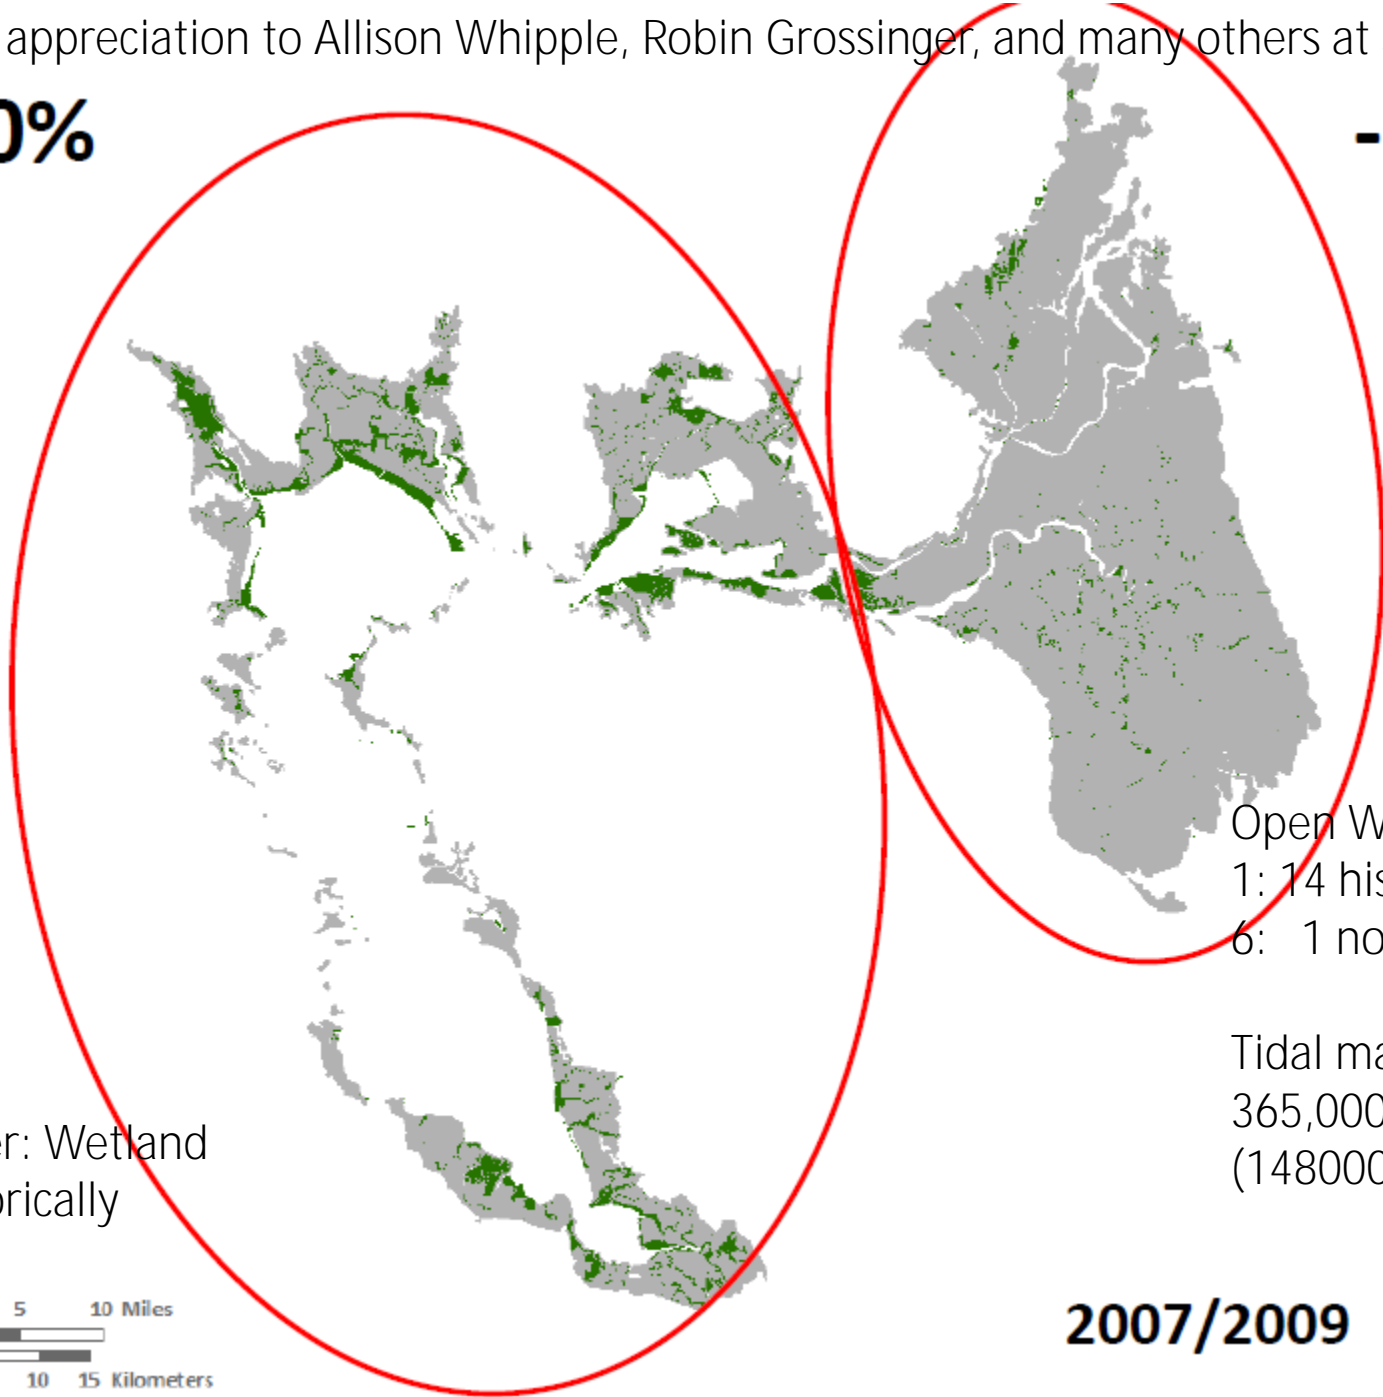 appreciation to Allison Whipple, Robin Grossinger, and many others at
0%
-
Open W
1: 14 his
6: 1 no
Tidal ma
365,000
(148000
er: Wetland
orically
5 10 Miles
10 15 Kilometers
2007/2009